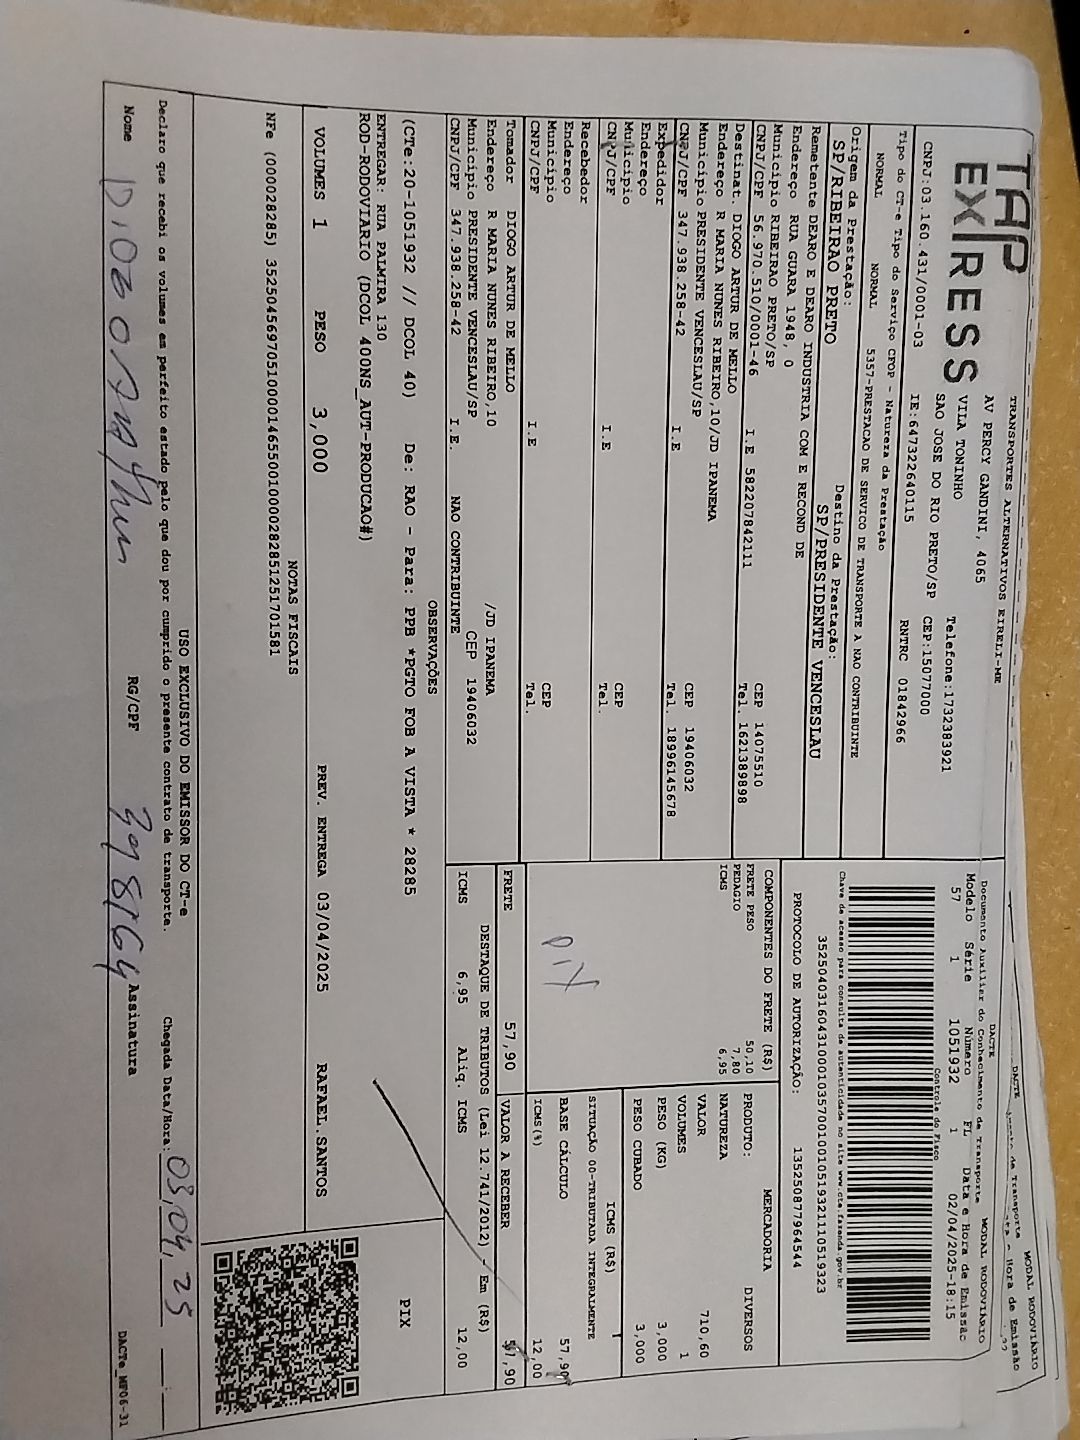 TRANSPORTES ALTERNATIVOS EIRELI-ME
TAP EXPRESS
AV PERCY GANDINI, 4065
VILA TONINHO
Telefone:1732383921
SAO JOSE DO RIO PRETO/SP CEP:15077000
CNPJ:03.160.431/0001-03 IE:647322640115 RNTRC 01842966
Tipo do CT-e Tipo do Serviço CFOP - Natureza da Prestação
NORMAL NORMAL 5357-PRESTACAO DE SERVICO DE TRANSPORTE A NAO CONTRIBUINTE
Origem da Prestação: Destino da Prestação:
SP/RIBEIRAO PRETO SP/PRESIDENTE VENCESLAU
Remetente DEARO E DEARO INDUSTRIA COM E RECOND DE
Endereço RUA GUARA 1948, 0
Município RIBEIRAO PRETO/SP CEP 14075510
CNPJ/CPF 56.970.510/0001-46 I.E 582207842111 Tel. 1621389898
Destinat. DIOGO ARTUR DE MELLO
Endereço R MARIA NUNES RIBEIRO,10/JD IPANEMA
Município PRESIDENTE VENCESLAU/SP CEP 19406032
CNPJ/CPF 347.938.258-42 I.E Tel. 18996145678
Expedidor
Endereço
Município CEP
CNPJ/CPF I.E Tel.
Recebedor
Endereço
Município CEP
CNPJ/CPF I.E Tel.
Tomador DIOGO ARTUR DE MELLO
Endereço R MARIA NUNES RIBEIRO,10 /JD IPANEMA
Município PRESIDENTE VENCESLAU/SP CEP 19406032
CNPJ/CPF 347.938.258-42 I.E. NAO CONTRIBUINTE
DACTE MODAL RODOVIÁRIO
Documento Auxiliar do Conhecimento de Transporte
Modelo Série Número FL Data e Hora de Emissão
57 1 1051932 1 02/04/2025-18:15
Controle do Fisco
Chave de acesso para consulta de autenticidade no site www.cte.fazenda.gov.br
35250403160431000103570010010519321110519323
PROTOCOLO DE AUTORIZAÇÃO: 135250877964544
COMPONENTES DO FRETE (R$)
FRETE PESO 50,10
PEDAGIO 7,80
ICMS 6,95
MERCADORIA
PRODUTO: DIVERSOS
NATUREZA
VALOR 710,60
VOLUMES 1
PESO (KG) 3,000
PESO CUBADO 3,000
ICMS (R$)
SITUAÇÃO 00-TRIBUTADA INTEGRALMENTE
BASE CÁLCULO 57,90
ICMS(%) 12,00
PIX
FRETE 57,90 VALOR A RECEBER 57,90
DESTAQUE DE TRIBUTOS (Lei 12.741/2012) - Em (R$)
ICMS 6,95 Aliq. ICMS 12,00
OBSERVAÇÕES
(CTe:20-1051932 // DCOL 40) De: RAO - Para: PPB *PGTO FOB A VISTA * 28285
ENTREGAR: RUA PALMIRA 130
ROD-RODOVIARIO (DCOL 400NS_AUT-PRODUCAO#)
PIX
VOLUMES 1 PESO 3,000 PREV. ENTREGA 03/04/2025 RAFAEL.SANTOS
NOTAS FISCAIS
NFe (000028285) 35250456970510000146550010000282851251701581
USO EXCLUSIVO DO EMISSOR DO CT-e
Declaro que recebi os volumes em perfeito estado pelo que dou por cumprido o presente contrato de transporte. Chegada Data/Hora: 03,04,25
Nome RG/CPF Assinatura
DACTe_MF06-31